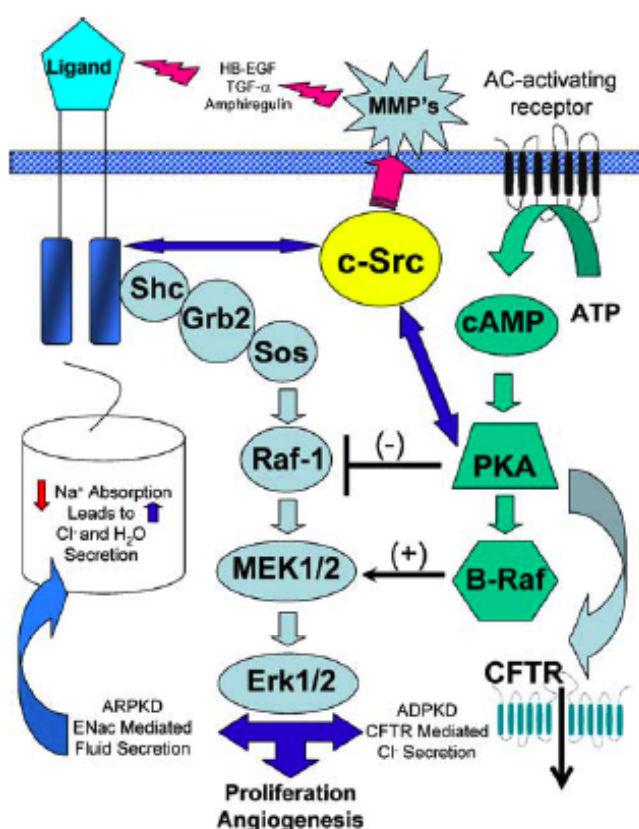 Ligand
HB-EGF
TGF-α
Amphiregulin
MMP's
AC-activating
receptor
c-Src
Shc
Grb2
Sos
cAMP
ATP
Raf-1
(-)
PKA
Na⁺ Absorption
Leads to
Cl⁻ and H₂O
Secretion
MEK1/2
(+)
B-Raf
Erk1/2
CFTR
ARPKD
ENac Mediated
Fluid Secretion
ADPKD
CFTR Mediated
Cl⁻ Secretion
Proliferation
Angiogenesis